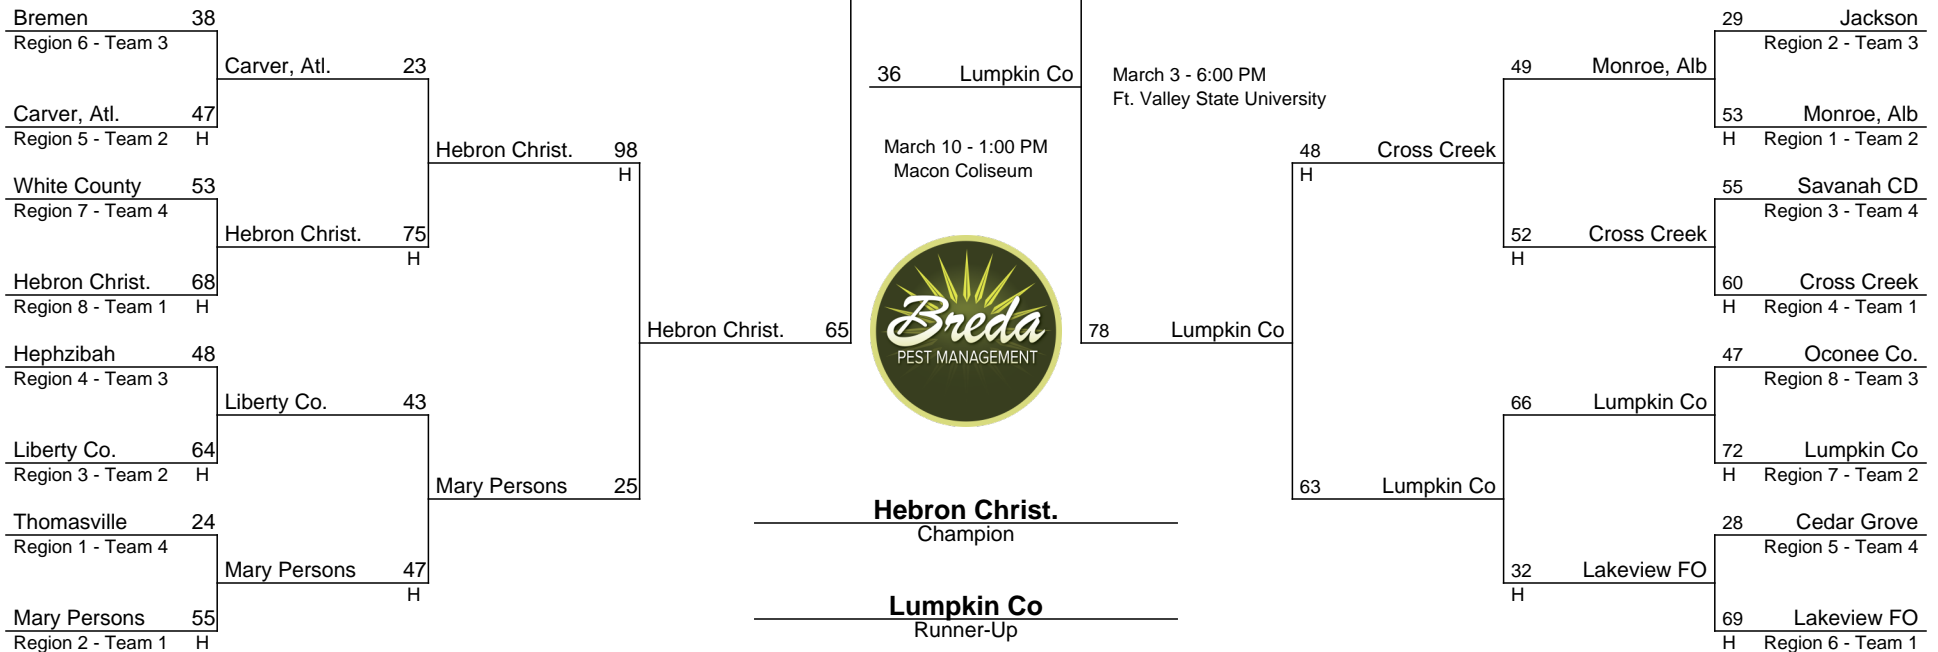 Bremen 38
Region 6 - Team 3
Carver, Atl. 23
Carver, Atl. 47
Region 5 - Team 2 H
Hebron Christ. 98
H
White County 53
Region 7 - Team 4
Hebron Christ. 75
H
Hebron Christ. 68
Region 8 - Team 1 H
Hebron Christ. 65
Hephzibah 48
Region 4 - Team 3
Liberty Co. 43
Liberty Co. 64
Region 3 - Team 2 H
Mary Persons 25
Thomasville 24
Region 1 - Team 4
Mary Persons 47
H
Mary Persons 55
Region 2 - Team 1 H
36 Lumpkin Co
March 10 - 1:00 PM
Macon Coliseum
Breda
PEST MANAGEMENT
Hebron Christ.
Champion
Lumpkin Co
Runner-Up
March 3 - 6:00 PM
Ft. Valley State University
78 Lumpkin Co
48 Cross Creek
H
63 Lumpkin Co
49 Monroe, Alb
52 Cross Creek
H
66 Lumpkin Co
32 Lakeview FO
H
29 Jackson
Region 2 - Team 3
53 Monroe, Alb
H Region 1 - Team 2
55 Savanah CD
Region 3 - Team 4
60 Cross Creek
H Region 4 - Team 1
47 Oconee Co.
Region 8 - Team 3
72 Lumpkin Co
H Region 7 - Team 2
28 Cedar Grove
Region 5 - Team 4
69 Lakeview FO
H Region 6 - Team 1